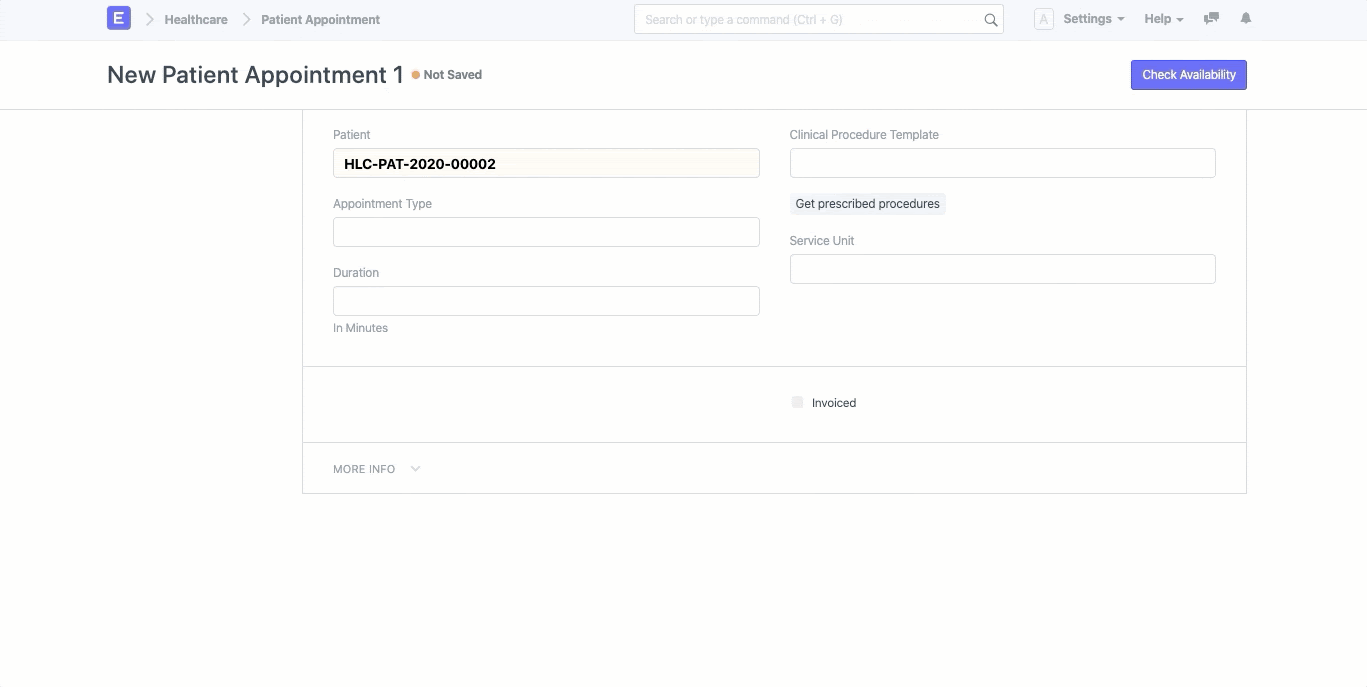 E Healthcare Patient Appointment Search or type a command (Ctrl + G) A Settings Help
New Patient Appointment 1 Not Saved Check Availability
Patient
HLC-PAT-2020-00002
Appointment Type
Duration
In Minutes
Clinical Procedure Template
Get prescribed procedures
Service Unit
Invoiced
MORE INFO